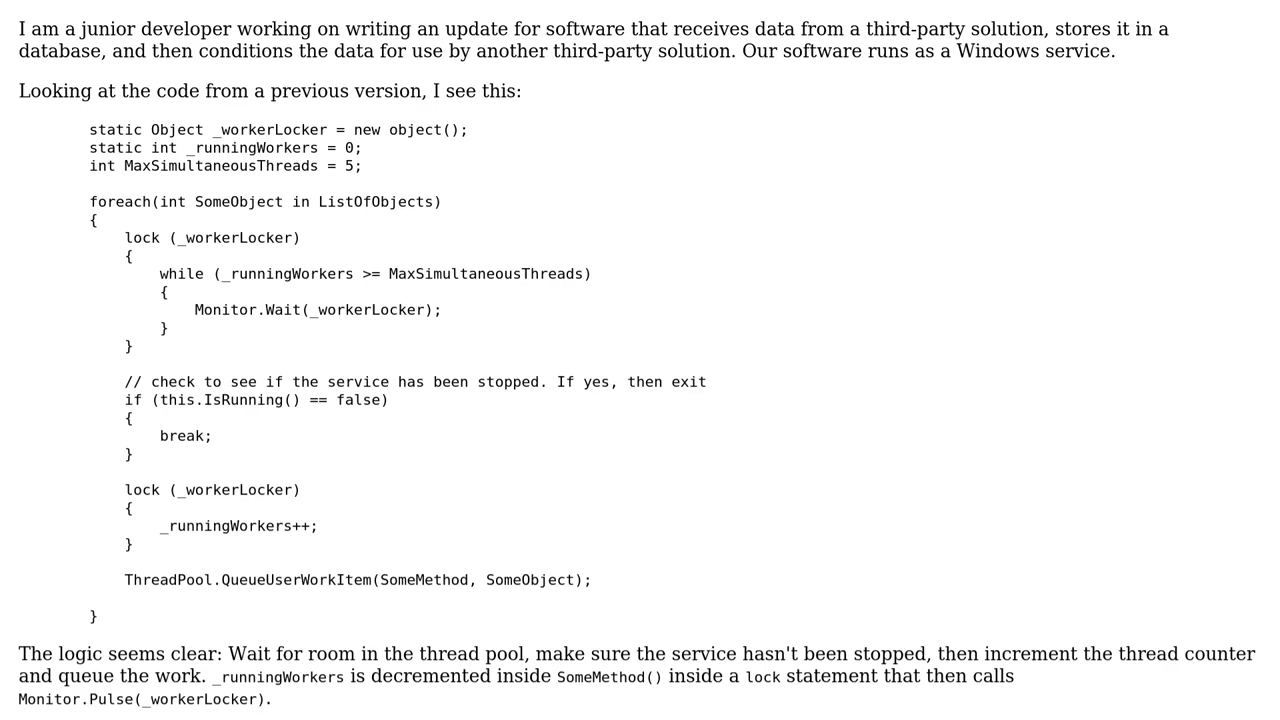 I am a junior developer working on writing an update for software that receives data from a third-party solution, stores it in a
database, and then conditions the data for use by another third-party solution. Our software runs as a Windows service.
Looking at the code from a previous version, I see this:
static Object _workerLocker = new object();
static int _runningWorkers = 0;
int MaxSimultaneousThreads = 5;
foreach(int SomeObject in ListOfObjects)
{
lock (_workerLocker)
{
while (_runningWorkers >= MaxSimultaneousThreads)
{
Monitor.Wait(_workerLocker);
}
}
// check to see if the service has been stopped. If yes, then exit
if (this.IsRunning() == false)
{
break;
}
lock (_workerLocker)
{
_runningWorkers++;
}
ThreadPool.QueueUserWorkItem(SomeMethod, SomeObject);
}
The logic seems clear: Wait for room in the thread pool, make sure the service hasn't been stopped, then increment the thread counter
and queue the work. _runningWorkers is decremented inside SomeMethod() inside a lock statement that then calls
Monitor.Pulse(_workerLocker).